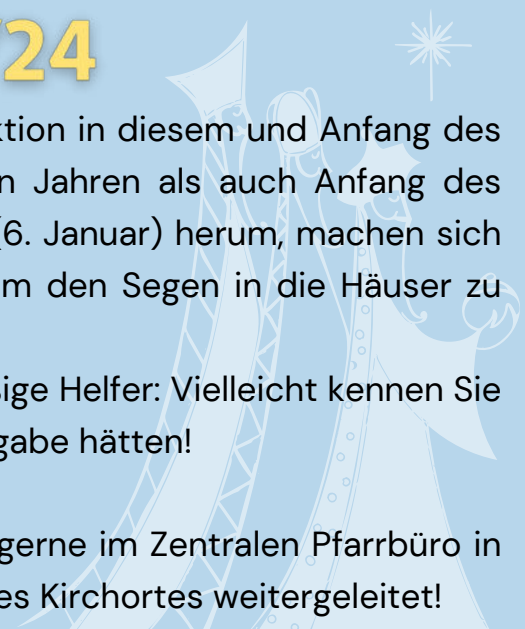 /24
ktion in diesem und Anfang des
n Jahren als auch Anfang des
(6. Januar) herum, machen sich
m den Segen in die Häuser zu
sige Helfer: Vielleicht kennen Sie
gabe hätten!
gerne im Zentralen Pfarrbüro in
es Kirchortes weitergeleitet!